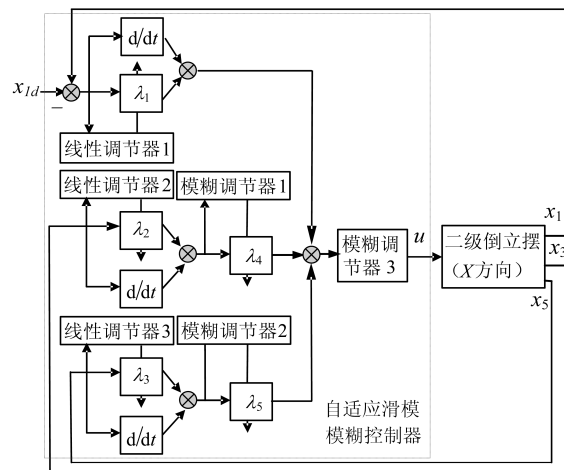 d/dt
x1d
−
λ1
线性调节器1
线性调节器2
模糊调节器1
λ2
λ4
d/dt
模糊调
节器 3
u
二级倒立摆
（X方向）
x1
x3
x5
线性调节器3
模糊调节器2
λ3
λ5
d/dt
自适应滑模
模糊控制器